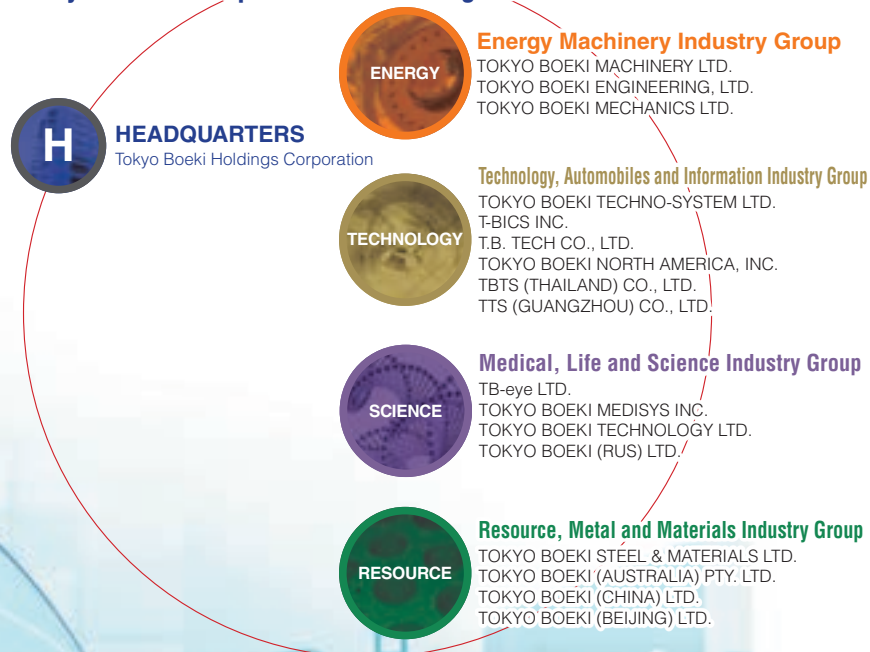 H
HEADQUARTERS
Tokyo Boeki Holdings Corporation
ENERGY
Energy Machinery Industry Group
TOKYO BOEKI MACHINERY LTD.
TOKYO BOEKI ENGINEERING, LTD.
TOKYO BOEKI MECHANICS LTD.
TECHNOLOGY
Technology, Automobiles and Information Industry Group
TOKYO BOEKI TECHNO-SYSTEM LTD.
T-BICS INC.
T.B. TECH CO., LTD.
TOKYO BOEKI NORTH AMERICA, INC.
TBTS (THAILAND) CO., LTD.
TTS (GUANGZHOU) CO., LTD.
SCIENCE
Medical, Life and Science Industry Group
TB-eye LTD.
TOKYO BOEKI MEDISYS INC.
TOKYO BOEKI TECHNOLOGY LTD.
TOKYO BOEKI (RUS) LTD.
RESOURCE
Resource, Metal and Materials Industry Group
TOKYO BOEKI STEEL & MATERIALS LTD.
TOKYO BOEKI (AUSTRALIA) PTY. LTD.
TOKYO BOEKI (CHINA) LTD.
TOKYO BOEKI (BEIJING) LTD.